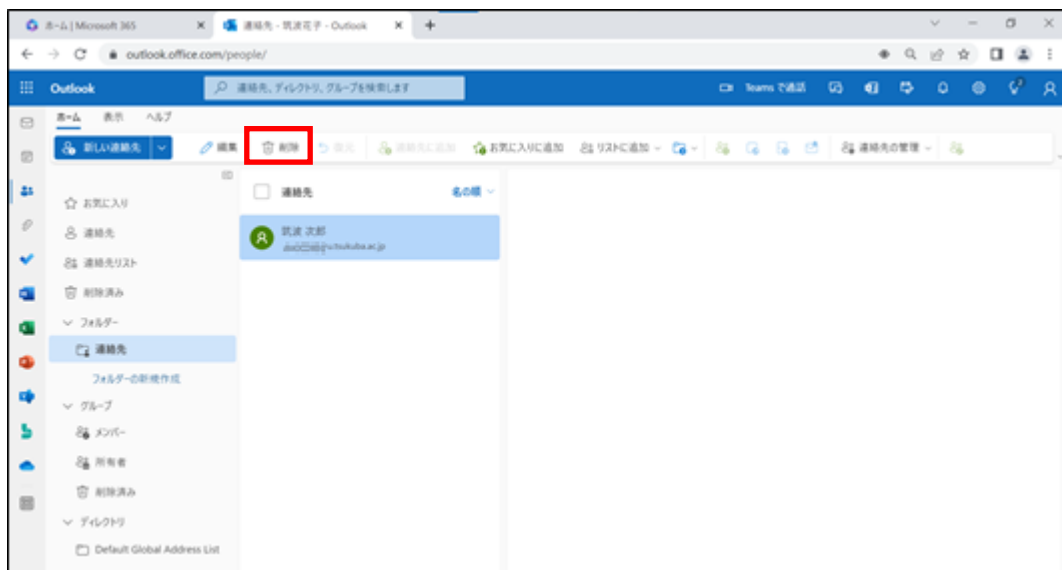 ホーム | Microsoft 365
連絡先 - 筑波花子 - Outlook
outlook.office.com/people/
Outlook
連絡先、ディレクトリ、グループを検索します
Teams で通話
ホーム 表示 ヘルプ
新しい連絡先 編集 削除 復元 連絡先に追加 お気に入りに追加 リストに追加 連絡先の管理
お気に入り
連絡先
連絡先リスト
削除済み
フォルダー
連絡先
フォルダーの新規作成
グループ
メンバー
所有者
削除済み
ディレクトリ
Default Global Address List
連絡先 名の順
筑波 次郎
tsukuba.ac.jp